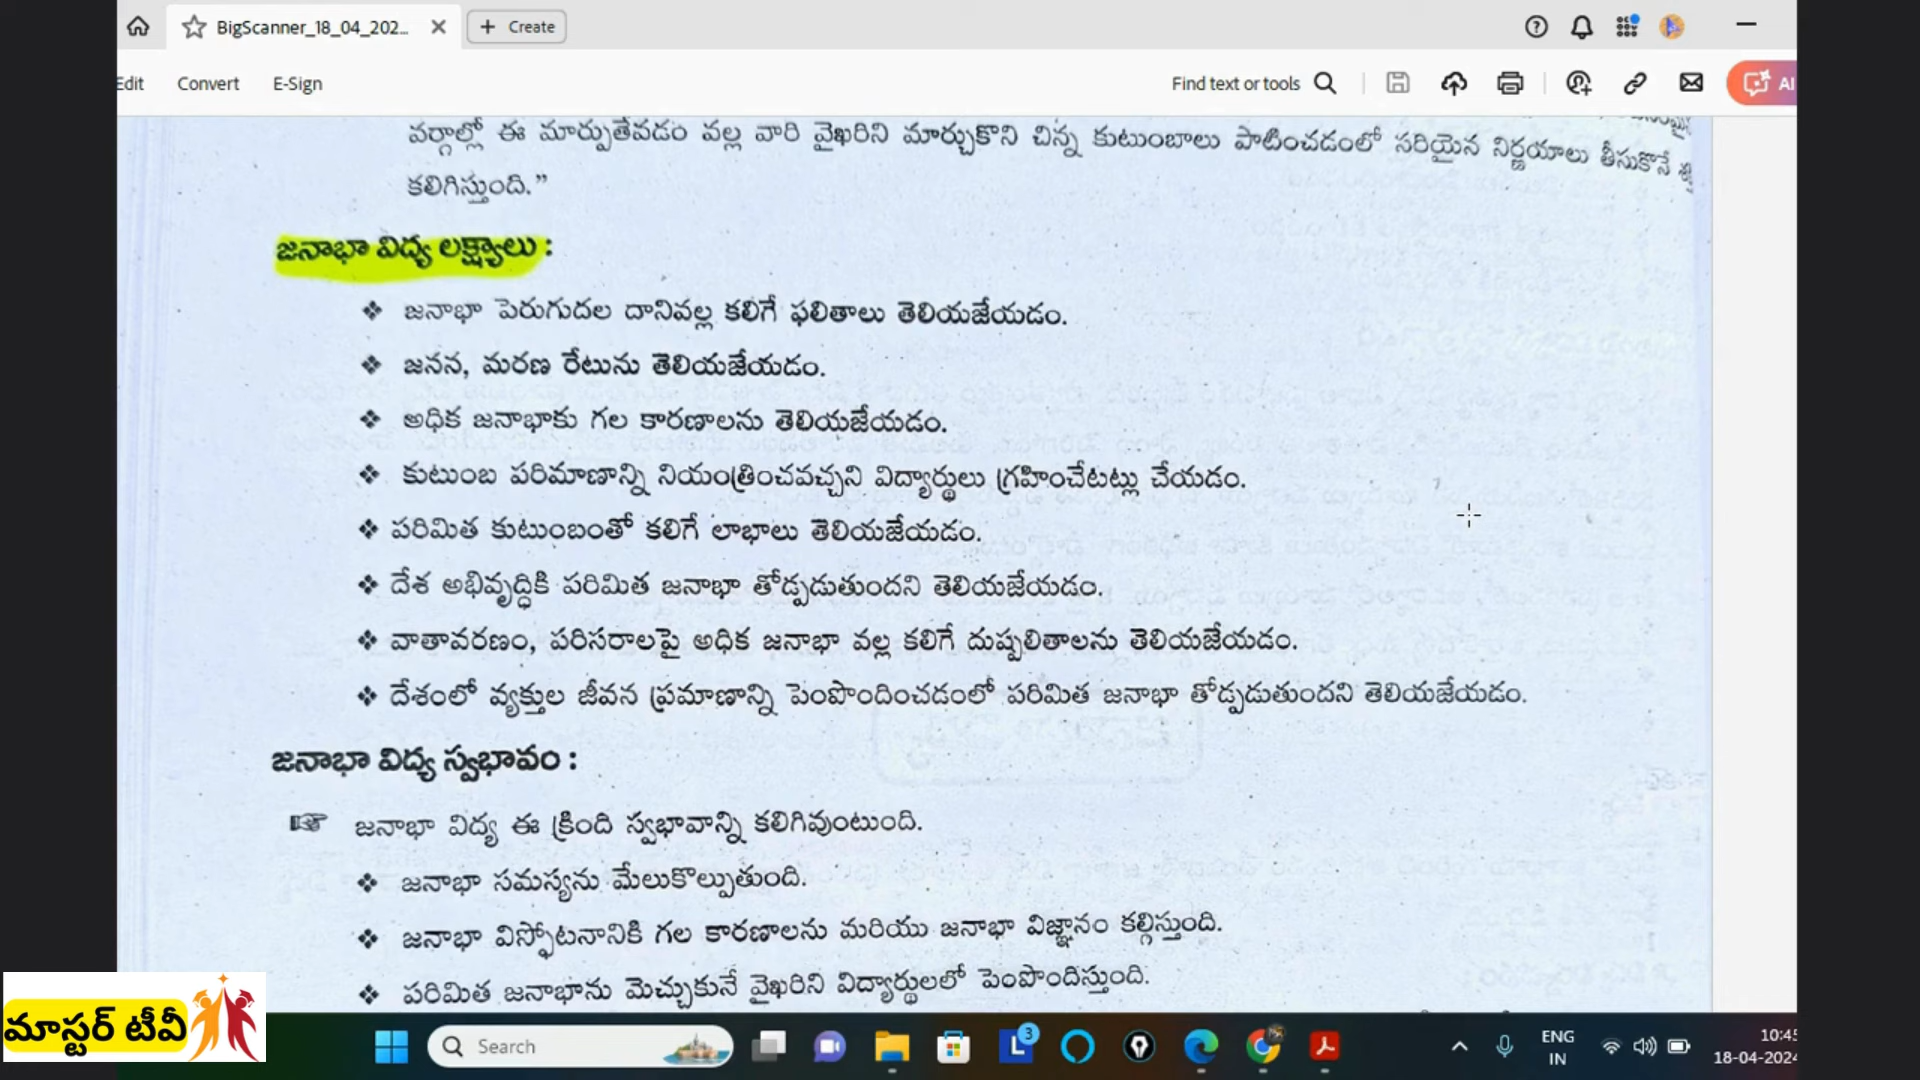 BigScanner_18_04_202...
Create
Edit
Convert
E-Sign
Find text or tools
AI
వర్గాల్లో ఈ మార్పుతేవడం వల్ల వారి వైఖరిని మార్చుకొని చిన్న కుటుంబాలు పాటించడంలో సరియైన నిర్ణయాలు తీసుకొనే
కలిగిస్తుంది.”
జనాభా విద్య లక్ష్యాలు :
❖ జనాభా పెరుగుదల దానివల్ల కలిగే ఫలితాలు తెలియజేయడం.
❖ జనన, మరణ రేటును తెలియజేయడం.
❖ అధిక జనాభాకు గల కారణాలను తెలియజేయడం.
❖ కుటుంబ పరిమాణాన్ని నియంత్రించవచ్చని విద్యార్థులు గ్రహించేటట్లు చేయడం.
❖ పరిమిత కుటుంబంతో కలిగే లాభాలు తెలియజేయడం.
❖ దేశ అభివృద్ధికి పరిమిత జనాభా తోడ్పడుతుందని తెలియజేయడం.
❖ వాతావరణం, పరిసరాలపై అధిక జనాభా వల్ల కలిగే దుష్ఫలితాలను తెలియజేయడం.
❖ దేశంలో వ్యక్తుల జీవన ప్రమాణాన్ని పెంపొందించడంలో పరిమిత జనాభా తోడ్పడుతుందని తెలియజేయడం.
జనాభా విద్య స్వభావం :
☞ జనాభా విద్య ఈ క్రింది స్వభావాన్ని కలిగివుంటుంది.
❖ జనాభా సమస్యను మేలుకొల్పుతుంది.
❖ జనాభా విస్ఫోటనానికి గల కారణాలను మరియు జనాభా విజ్ఞానం కల్గిస్తుంది.
❖ పరిమిత జనాభాను మెచ్చుకునే వైఖరిని విద్యార్థులలో పెంపొందిస్తుంది.
మాస్టర్ టీవీ
Search
3
ENG
IN
10:45
18-04-2024